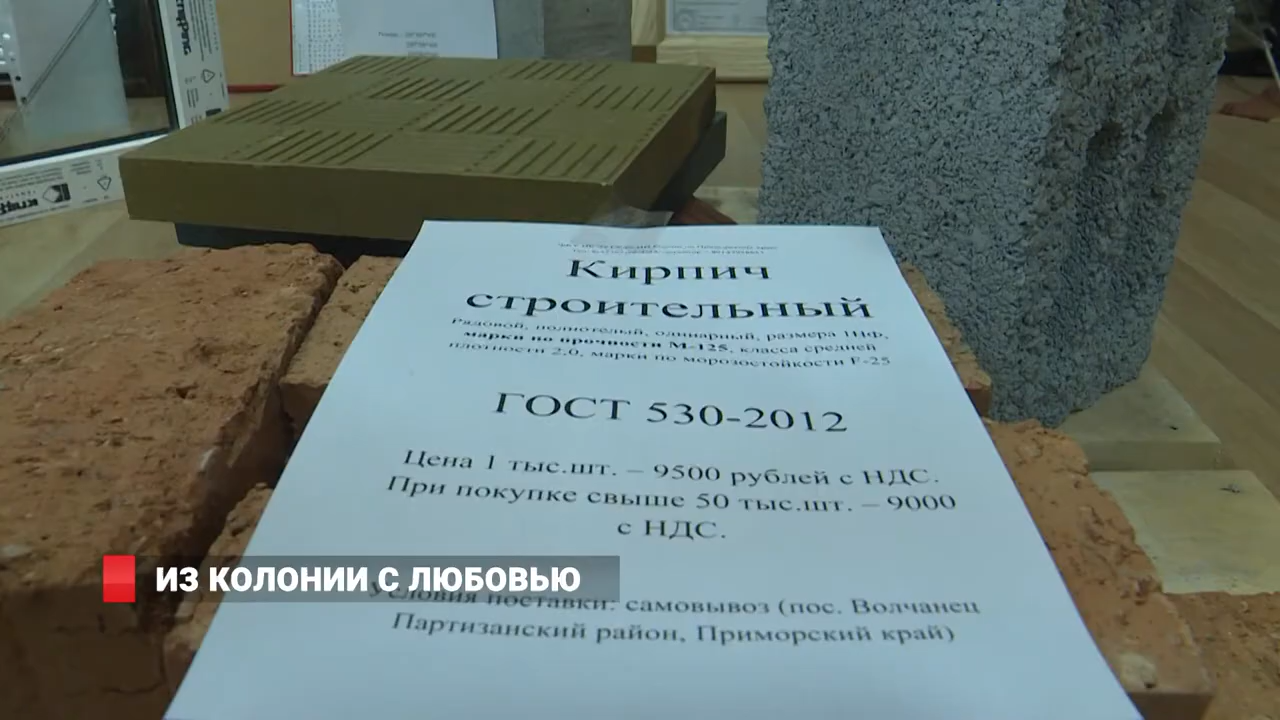 Кирпич
строительный
Рядовой, полнотелый, одинарный, размера 1Нф,
марки по прочности М-125, класса средней
плотности 2.0, марки по морозостойкости F-25
ГОСТ 530-2012
Цена 1 тыс.шт. – 9500 рублей с НДС.
При покупке свыше 50 тыс.шт. – 9000
с НДС.
ИЗ КОЛОНИИ С ЛЮБОВЬЮ
Условия поставки: самовывоз (пос. Волчанец
Партизанский район, Приморский край)